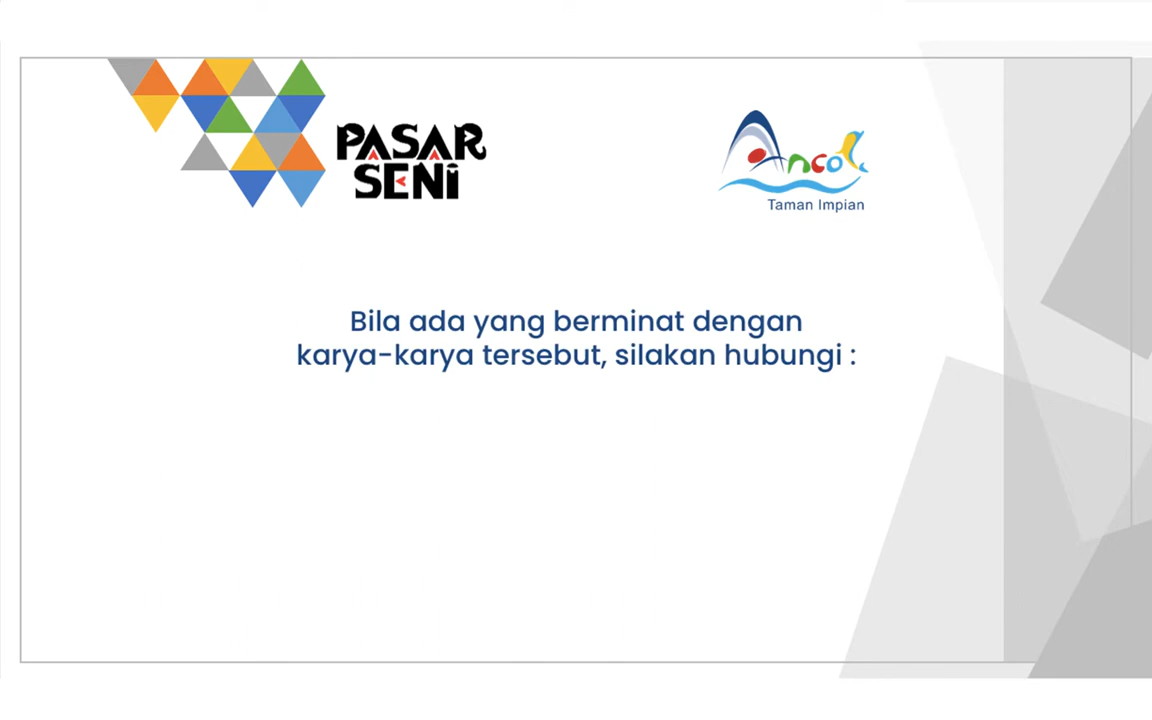 PASAR
SENI
Ancol
Taman Impian
Bila ada yang berminat dengan
karya-karya tersebut, silakan hubungi :